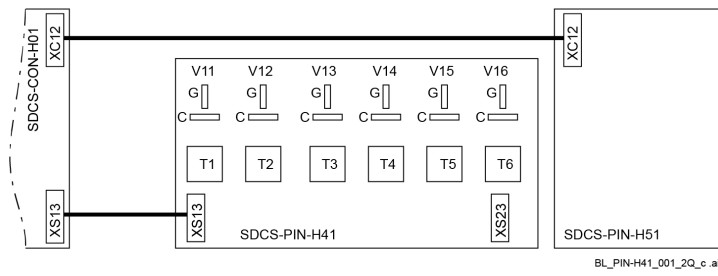 SDCS-CON-H01
XC12
XC12
V11 V12 V13 V14 V15 V16
G G G G G G
C C C C C C
T1 T2 T3 T4 T5 T6
XS13
XS13
XS23
SDCS-PIN-H41
SDCS-PIN-H51
BL_PIN-H41_001_2Q_c .ai